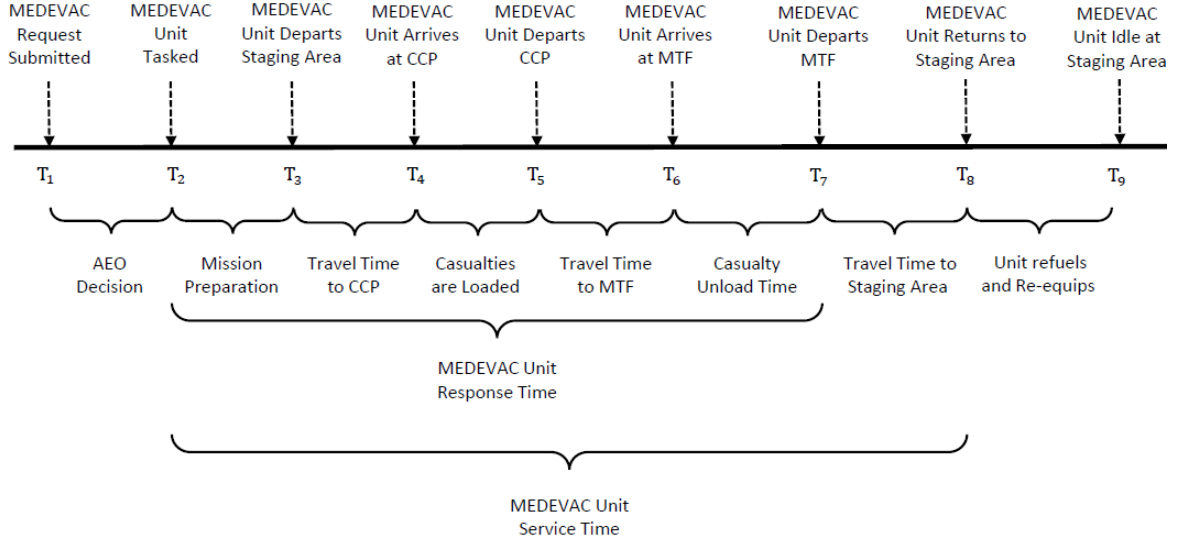 MEDEVAC
Request
Submitted
MEDEVAC
Unit
Tasked
MEDEVAC
Unit Departs
Staging Area
MEDEVAC
Unit Arrives
at CCP
MEDEVAC
Unit Departs
CCP
MEDEVAC
Unit Arrives
at MTF
MEDEVAC
Unit Departs
MTF
MEDEVAC
Unit Returns to
Staging Area
MEDEVAC
Unit Idle at
Staging Area
T₁
T₂
T₃
T₄
T₅
T₆
T₇
T₈
T₉
AEO
Decision
Mission
Preparation
Travel Time
to CCP
Casualties
are Loaded
Travel Time
to MTF
Casualty
Unload Time
Travel Time to
Staging Area
Unit refuels
and Re-equips
MEDEVAC Unit
Response Time
MEDEVAC Unit
Service Time